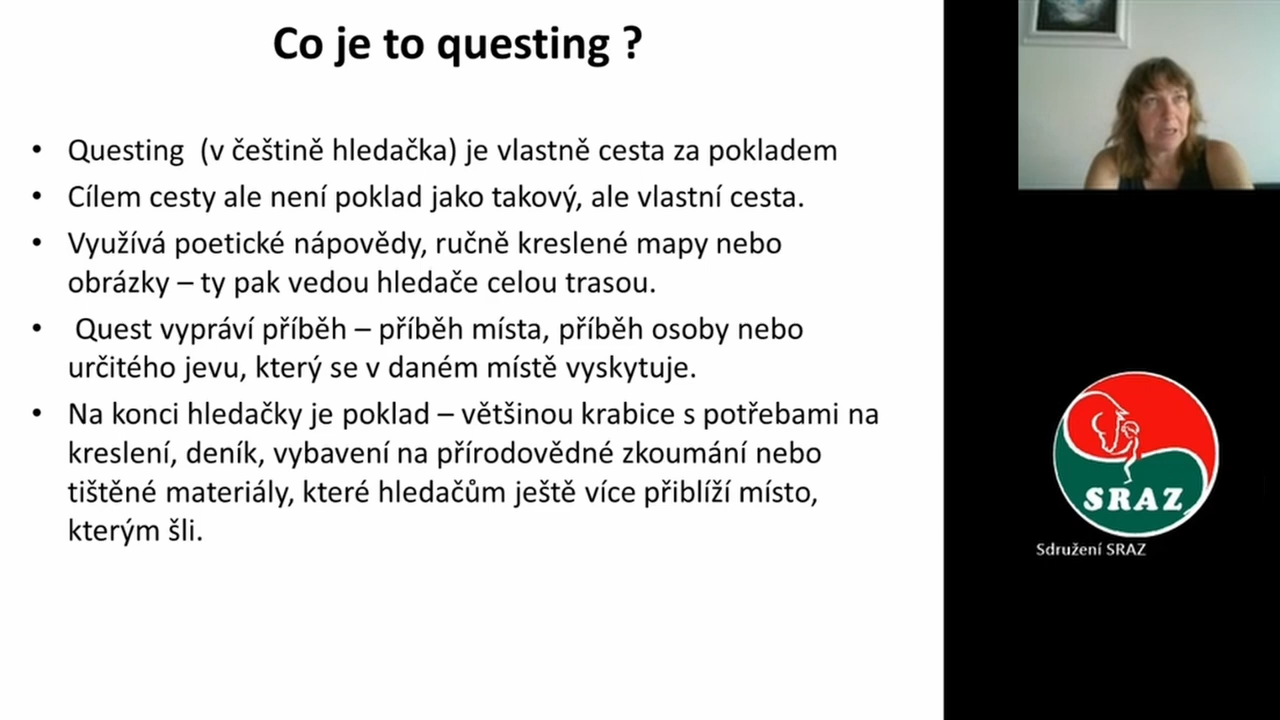 Co je to questing ?
• Questing (v češtině hledačka) je vlastně cesta za pokladem
• Cílem cesty ale není poklad jako takový, ale vlastní cesta.
• Využívá poetické nápovědy, ručně kreslené mapy nebo
obrázky – ty pak vedou hledače celou trasou.
• Quest vypráví příběh – příběh místa, příběh osoby nebo
určitého jevu, který se v daném místě vyskytuje.
• Na konci hledačky je poklad – většinou krabice s potřebami na
kreslení, deník, vybavení na přírodovědné zkoumání nebo
tištěné materiály, které hledačům ještě více přiblíží místo,
kterým šli.
SRAZ
Sdružení SRAZ